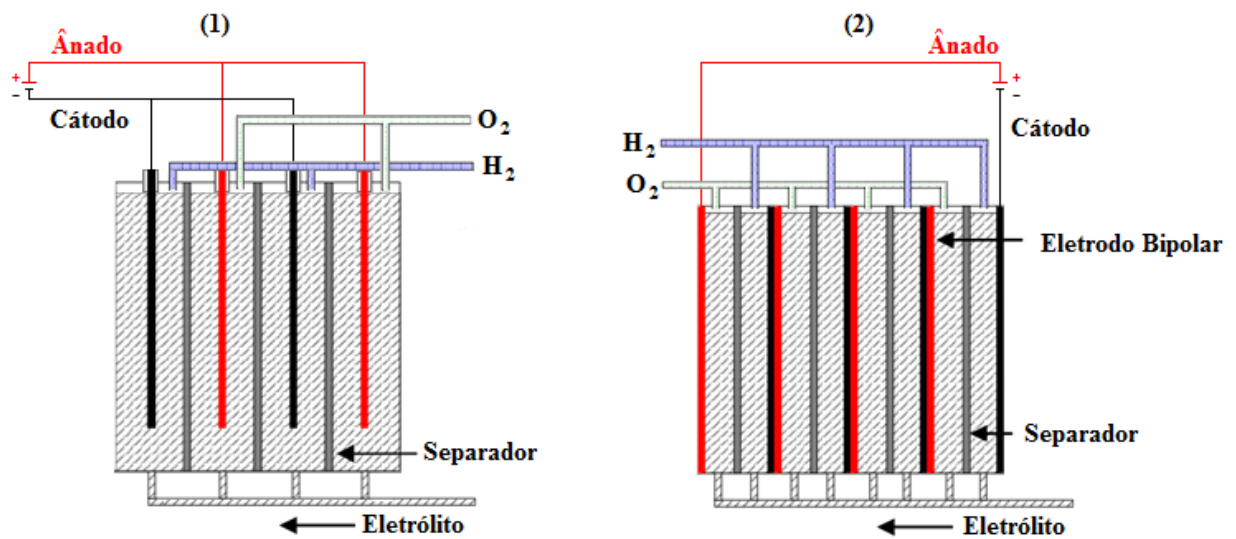 (1)
Ânado
+
−
Cátodo
O2
H2
Separador
Eletrólito
(2)
Ânado
+
−
Cátodo
H2
O2
Eletrodo Bipolar
Separador
Eletrólito